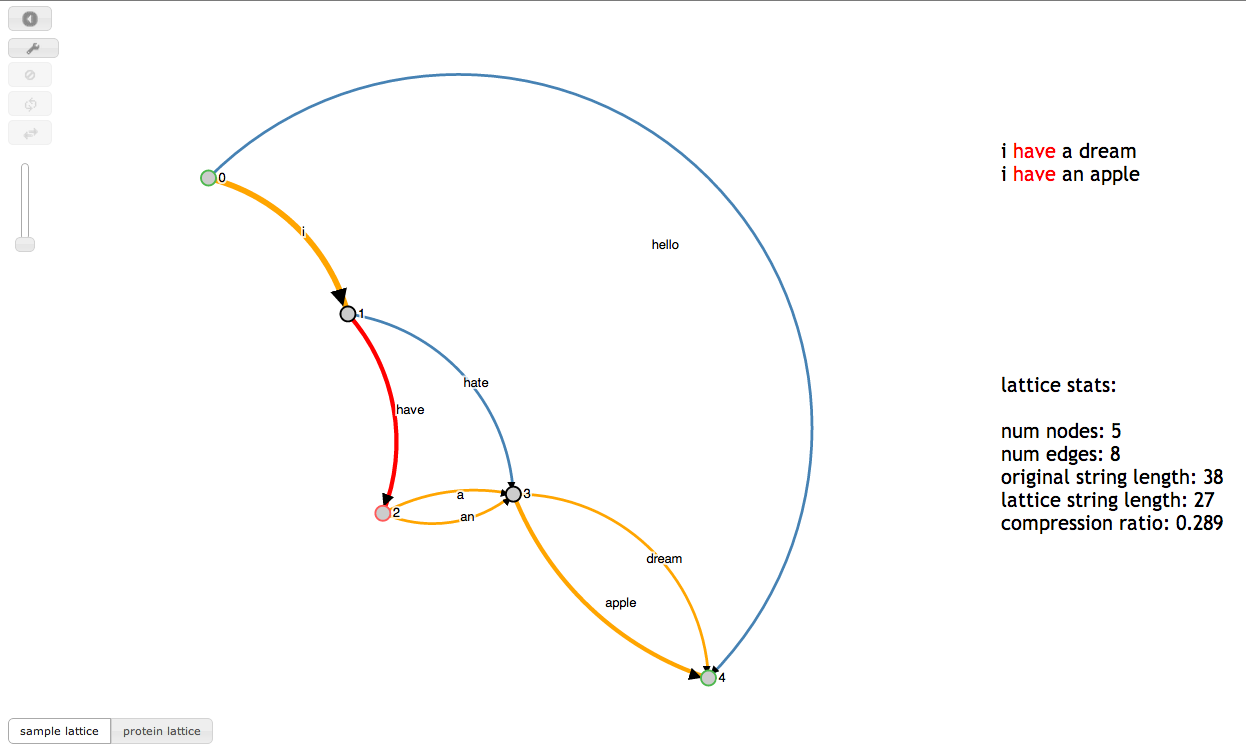 0
i
1
hello
hate
have
a
3
2
an
dream
apple
4
i have a dream
i have an apple
lattice stats:
num nodes: 5
num edges: 8
original string length: 38
lattice string length: 27
compression ratio: 0.289
sample lattice
protein lattice